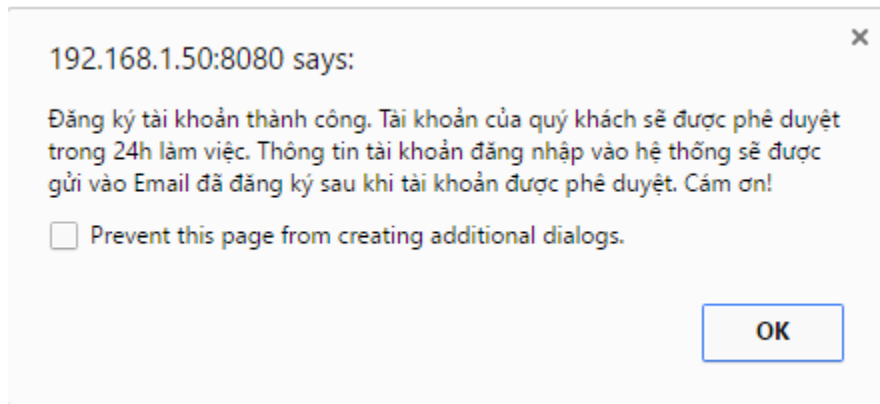 192.168.1.50:8080 says:
Đăng ký tài khoản thành công. Tài khoản của quý khách sẽ được phê duyệt
trong 24h làm việc. Thông tin tài khoản đăng nhập vào hệ thống sẽ được
gửi vào Email đã đăng ký sau khi tài khoản được phê duyệt. Cám ơn!
Prevent this page from creating additional dialogs.
OK